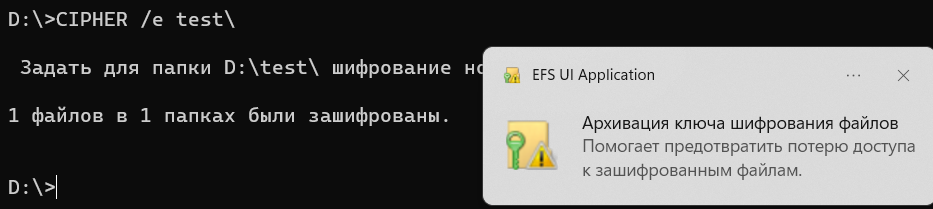 D:\>CIPHER /e test\
Задать для папки D:\test\ шифрование
1 файлов в 1 папках были зашифрованы.
D:\>
EFS UI Application
Архивация ключа шифрования файлов
Помогает предотвратить потерю доступа
к зашифрованным файлам.